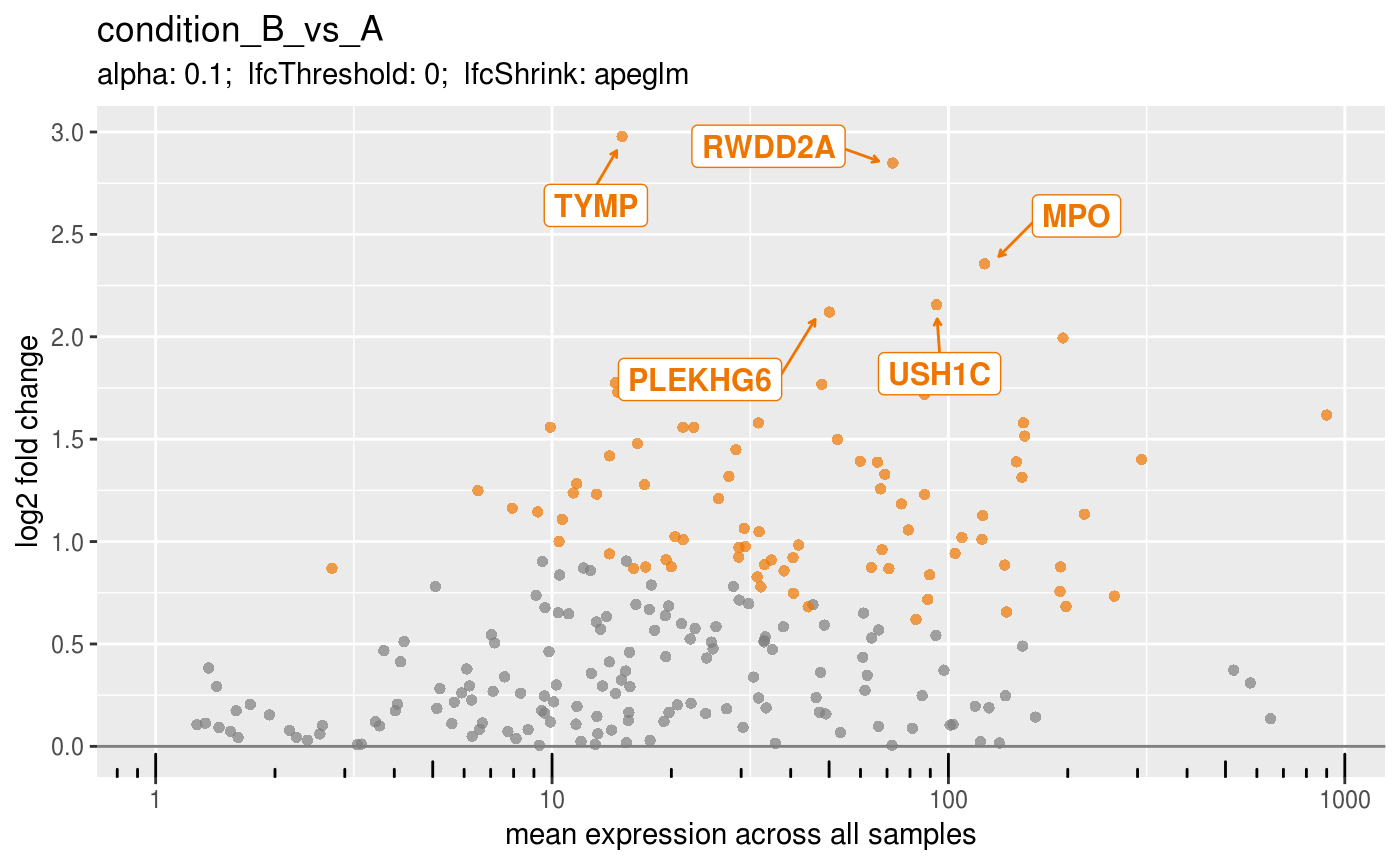 condition_B_vs_A
alpha: 0.1;  lfcThreshold: 0;  lfcShrink: apeglm
3.0
2.5
2.0
1.5
1.0
0.5
0.0
log2 fold change
RWDD2A
TYMP
MPO
PLEKHG6
USH1C
1
10
100
1000
mean expression across all samples